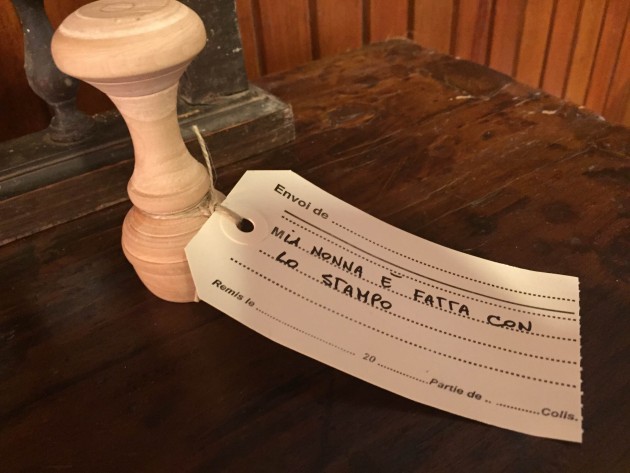 Envoi de
MIA NONNA È FATTA CON
LO STAMPO
Remis le 20 Partie de Colis.